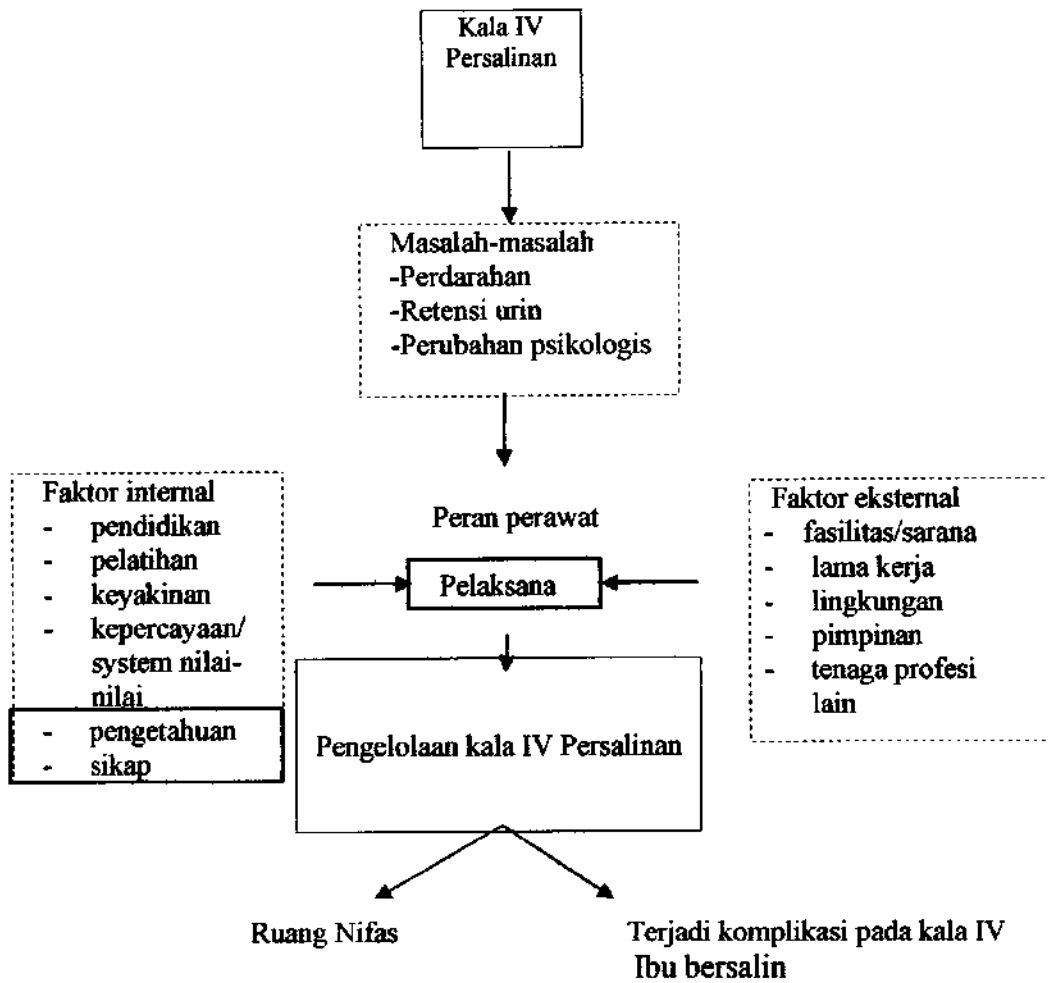 Kala IV
Persalinan
Masalah-masalah
-Perdarahan
-Retensi urin
-Perubahan psikologis
Faktor internal
- pendidikan
- pelatihan
- keyakinan
- kepercayaan/
system nilai-
nilai
- pengetahuan
- sikap
Peran perawat
Pelaksana
Faktor eksternal
- fasilitas/sarana
- lama kerja
- lingkungan
- pimpinan
- tenaga profesi
lain
Pengelolaan kala IV Persalinan
Ruang Nifas
Terjadi komplikasi pada kala IV
Ibu bersalin